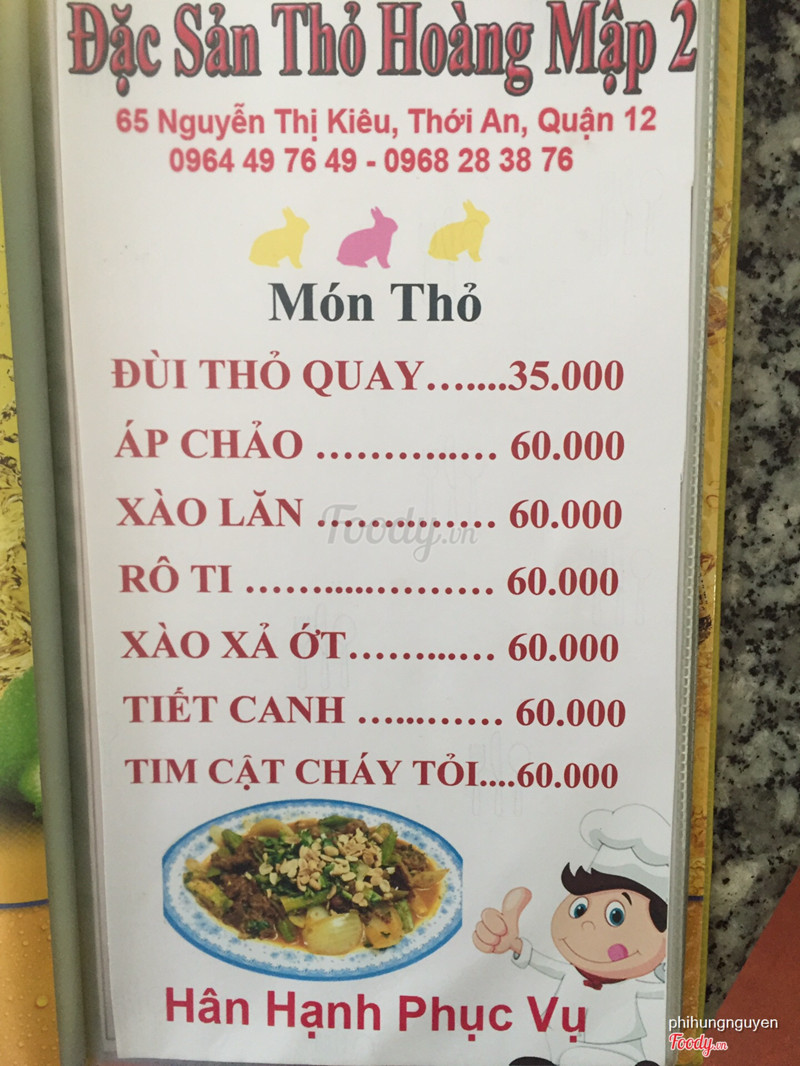 Đặc Sản Thỏ Hoàng Mập 2
65 Nguyễn Thị Kiêu, Thới An, Quận 12
0964 49 76 49 - 0968 28 38 76
Món Thỏ
ĐÙI THỎ QUAY…....35.000
ÁP CHẢO ………..… 60.000
XÀO LĂN ……..…… 60.000
RÔ TI ……....……… 60.000
XÀO XẢ ỚT……...… 60.000
TIẾT CANH …...…… 60.000
TIM CẬT CHÁY TỎI....60.000
Hân Hạnh Phục Vụ
Foody.vn
phihungnguyen
Foody.vn